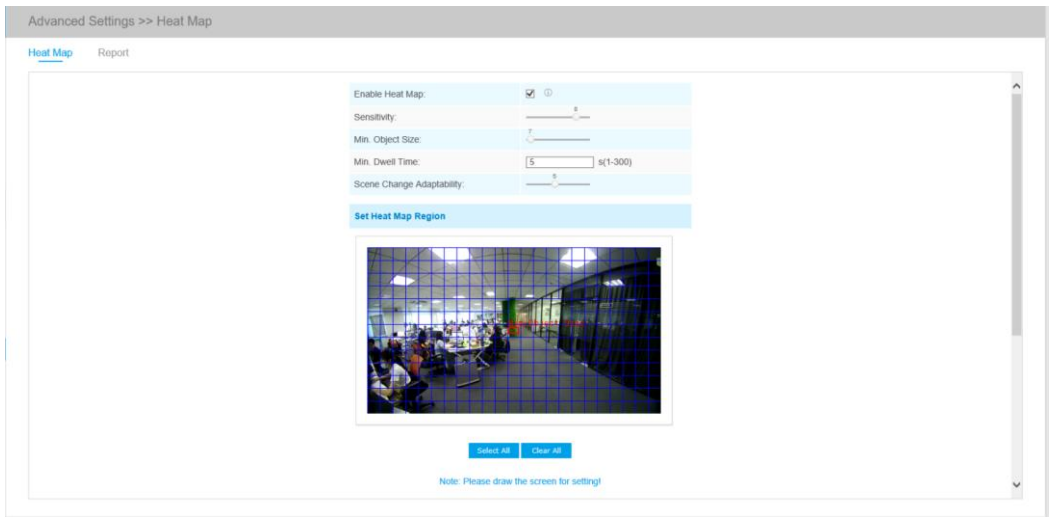 Advanced Settings >> Heat Map
Heat Map Report
Enable Heat Map:
Sensitivity: 8
Min. Object Size: 7
Min. Dwell Time: 5 s(1-300)
Scene Change Adaptability: 5
Set Heat Map Region
Select All Clear All
Note: Please draw the screen for setting!